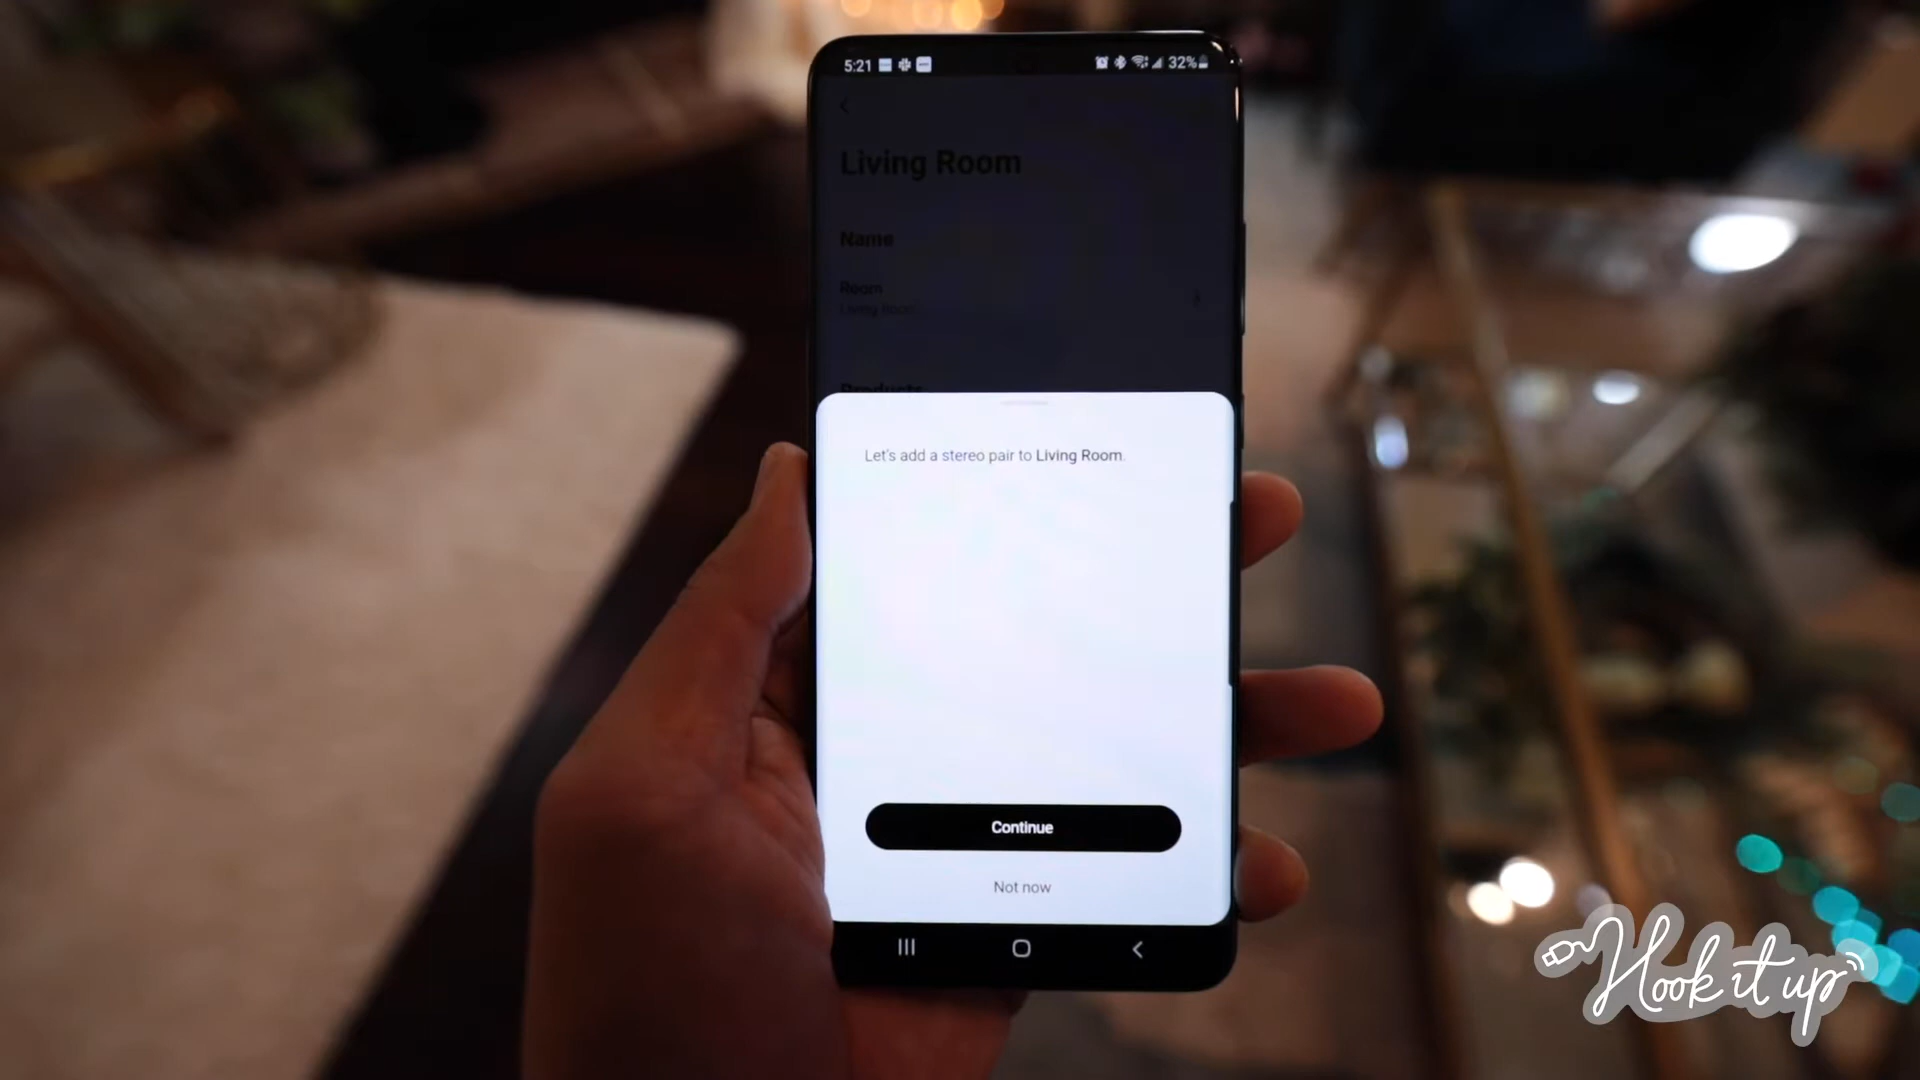 5:21
32%
Living Room
Name
Room
Living Room
Products
Let's add a stereo pair to Living Room.
Continue
Not now
Hook it up